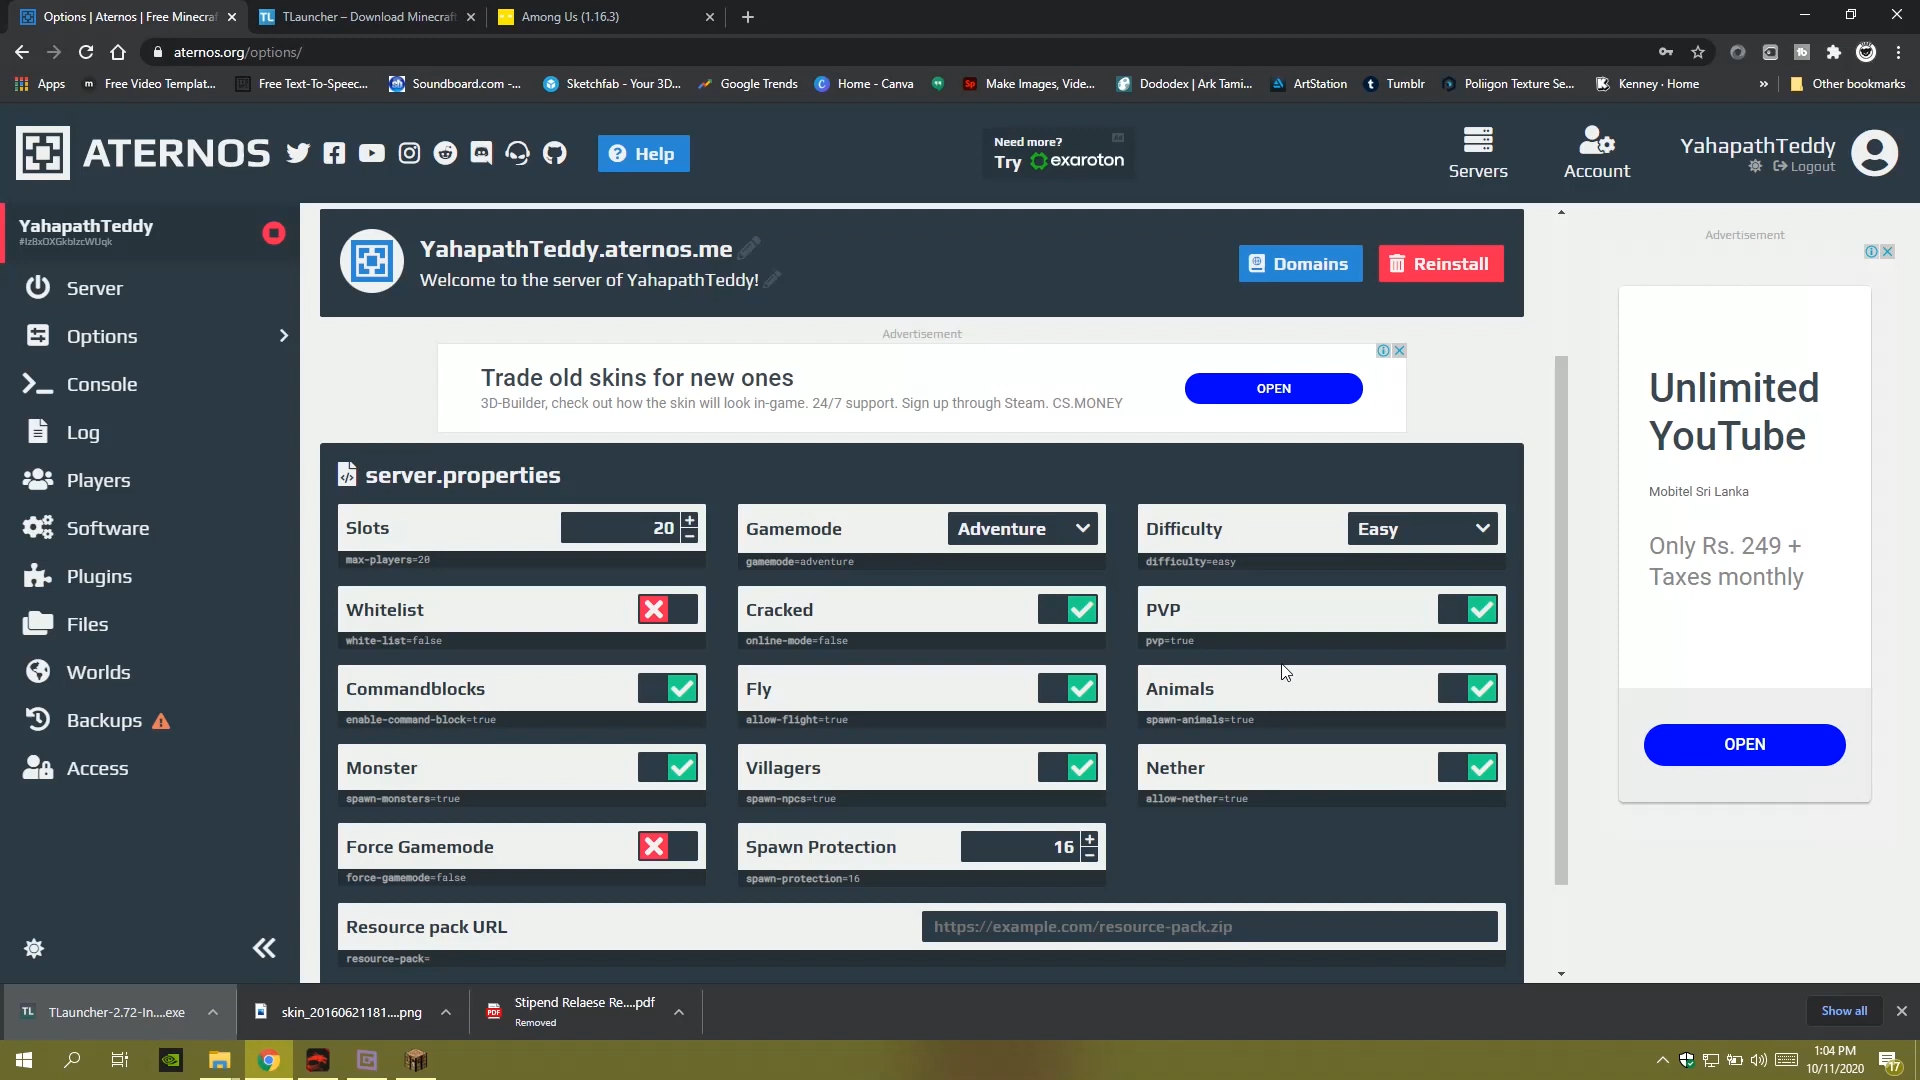 Options | Aternos | Free Minecraf
TLauncher – Download Minecraft
Among Us (1.16.3)
aternos.org/options/
Apps
Free Video Templat...
Free Text-To-Speec...
Soundboard.com -...
Sketchfab - Your 3D...
Google Trends
Home - Canva
Make Images, Vide...
Dododex | Ark Tami...
ArtStation
Tumblr
Poliigon Texture Se...
Kenney · Home
»
Other bookmarks
ATERNOS
Help
Need more?
Ad
Try exaroton
Servers
Account
YahapathTeddy
Logout
YahapathTeddy
Server
Options
Console
Log
Players
Software
Plugins
Files
Worlds
Backups
Access
YahapathTeddy.aternos.me
Welcome to the server of YahapathTeddy!
Domains
Reinstall
Advertisement
Trade old skins for new ones
3D-Builder, check out how the skin will look in-game. 24/7 support. Sign up through Steam. CS.MONEY
OPEN
server.properties
Slots
20
max-players=20
Gamemode
Adventure
gamemode=adventure
Difficulty
Easy
difficulty=easy
Whitelist
white-list=false
Cracked
online-mode=false
PVP
pvp=true
Commandblocks
enable-command-block=true
Fly
allow-flight=true
Animals
spawn-animals=true
Monster
spawn-monsters=true
Villagers
spawn-npcs=true
Nether
allow-nether=true
Force Gamemode
force-gamemode=false
Spawn Protection
16
spawn-protection=16
Resource pack URL
https://example.com/resource-pack.zip
resource-pack=
Advertisement
Unlimited
YouTube
Mobitel Sri Lanka
Only Rs. 249 +
Taxes monthly
OPEN
TLauncher-2.72-In....exe
skin_20160621181....png
Stipend Relaese Re....pdf
Removed
Show all
1:04 PM
10/11/2020
17